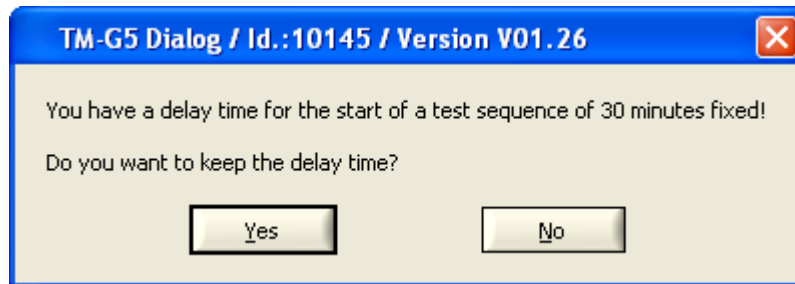 TM-G5 Dialog / Id.:10145 / Version V01.26
You have a delay time for the start of a test sequence of 30 minutes fixed!
Do you want to keep the delay time?
Yes No